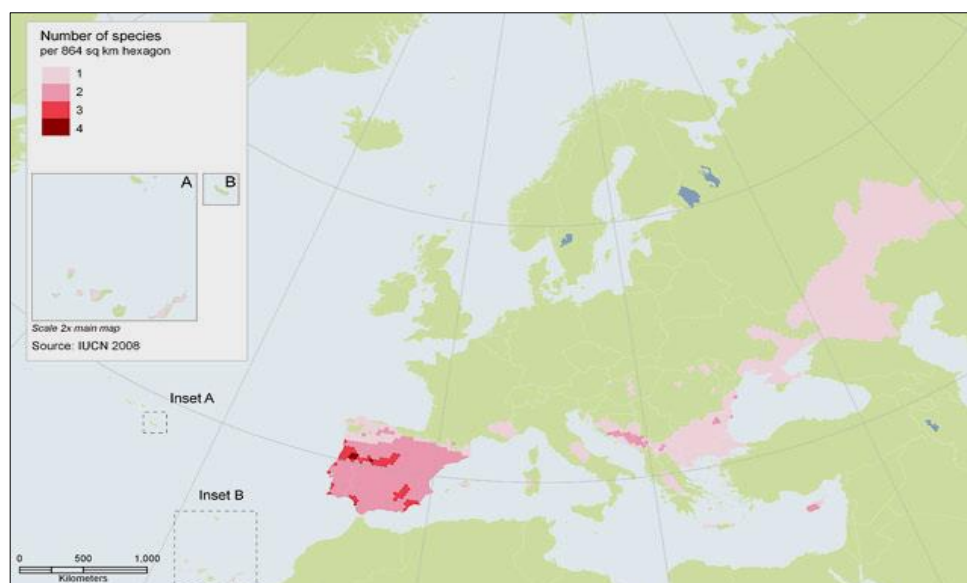 Number of species
per 864 sq km hexagon
1
2
3
4
A
B
Scale 2x main map
Source: IUCN 2008
Inset A
Inset B
0 500 1,000
Kilometers